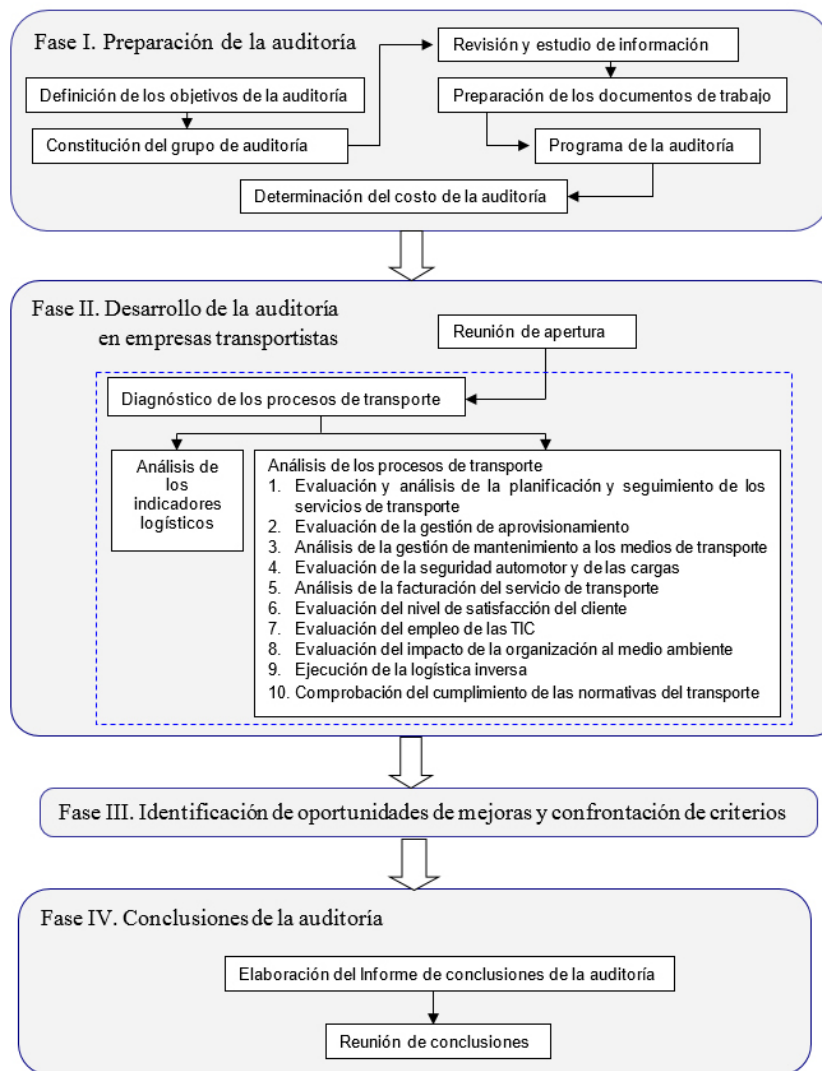 Fase I. Preparación de la auditoría
Definición de los objetivos de la auditoría
Constitución del grupo de auditoría
Revisión y estudio de información
Preparación de los documentos de trabajo
Programa de la auditoría
Determinación del costo de la auditoría
Fase II. Desarrollo de la auditoría
en empresas transportistas
Reunión de apertura
Diagnóstico de los procesos de transporte
Análisis de
los
indicadores
logísticos
Análisis de los procesos de transporte
1. Evaluación y análisis de la planificación y seguimiento de los
servicios de transporte
2. Evaluación de la gestión de aprovisionamiento
3. Análisis de la gestión de mantenimiento a los medios de transporte
4. Evaluación de la seguridad automotor y de las cargas
5. Análisis de la facturación del servicio de transporte
6. Evaluación del nivel de satisfacción del cliente
7. Evaluación del empleo de las TIC
8. Evaluación del impacto de la organización al medio ambiente
9. Ejecución de la logística inversa
10. Comprobación del cumplimiento de las normativas del transporte
Fase III. Identificación de oportunidades de mejoras y confrontación de criterios
Fase IV. Conclusiones de la auditoría
Elaboración del Informe de conclusiones de la auditoría
Reunión de conclusiones